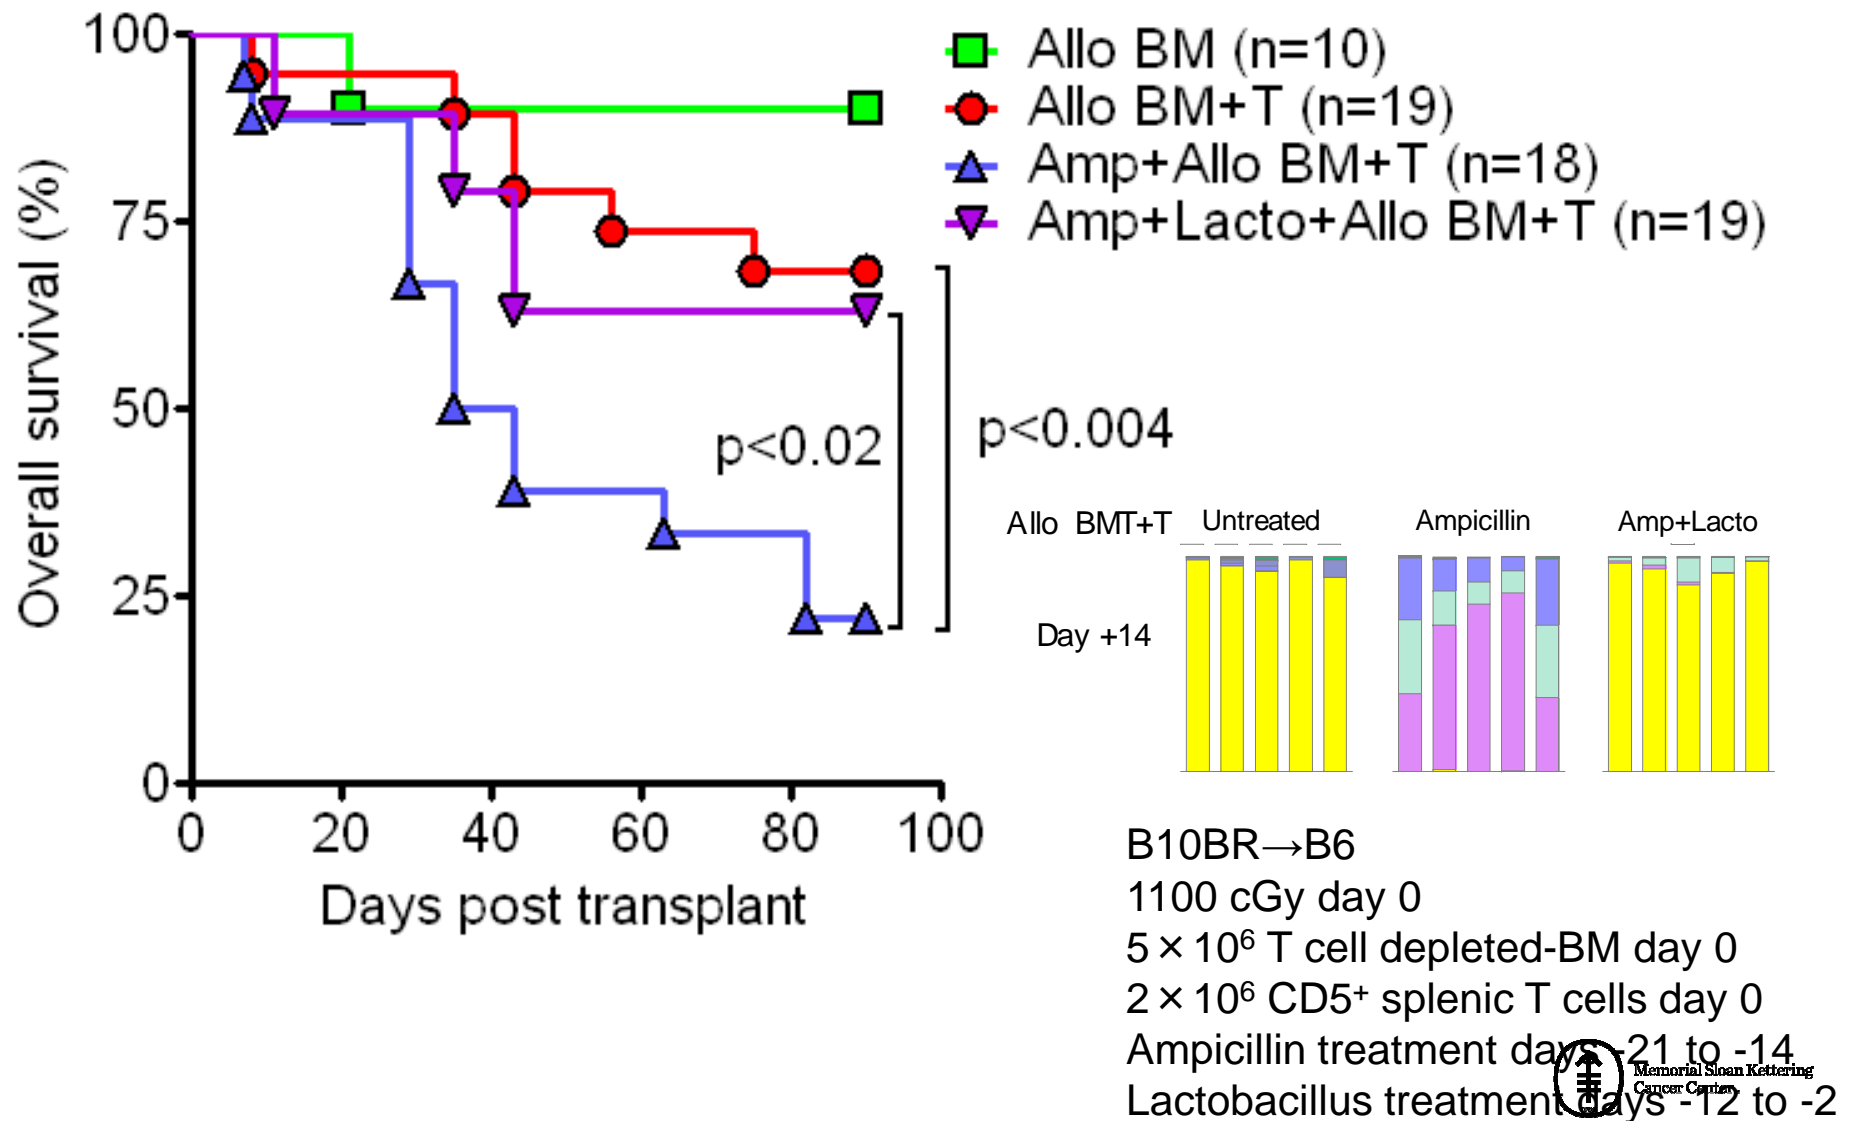 100
75
50
25
0
Overall survival (%)
0 20 40 60 80 100
Days post transplant
Allo BM (n=10)
Allo BM+T (n=19)
Amp+Allo BM+T (n=18)
Amp+Lacto+Allo BM+T (n=19)
p<0.02
p<0.004
Allo BMT+T Untreated Ampicillin Amp+Lacto
Day +14
B10BR→B6
1100 cGy day 0
5×10⁶ T cell depleted-BM day 0
2×10⁶ CD5⁺ splenic T cells day 0
Ampicillin treatment days -21 to -14
Lactobacillus treatment days -12 to -2
Memorial Sloan Kettering
Cancer Center